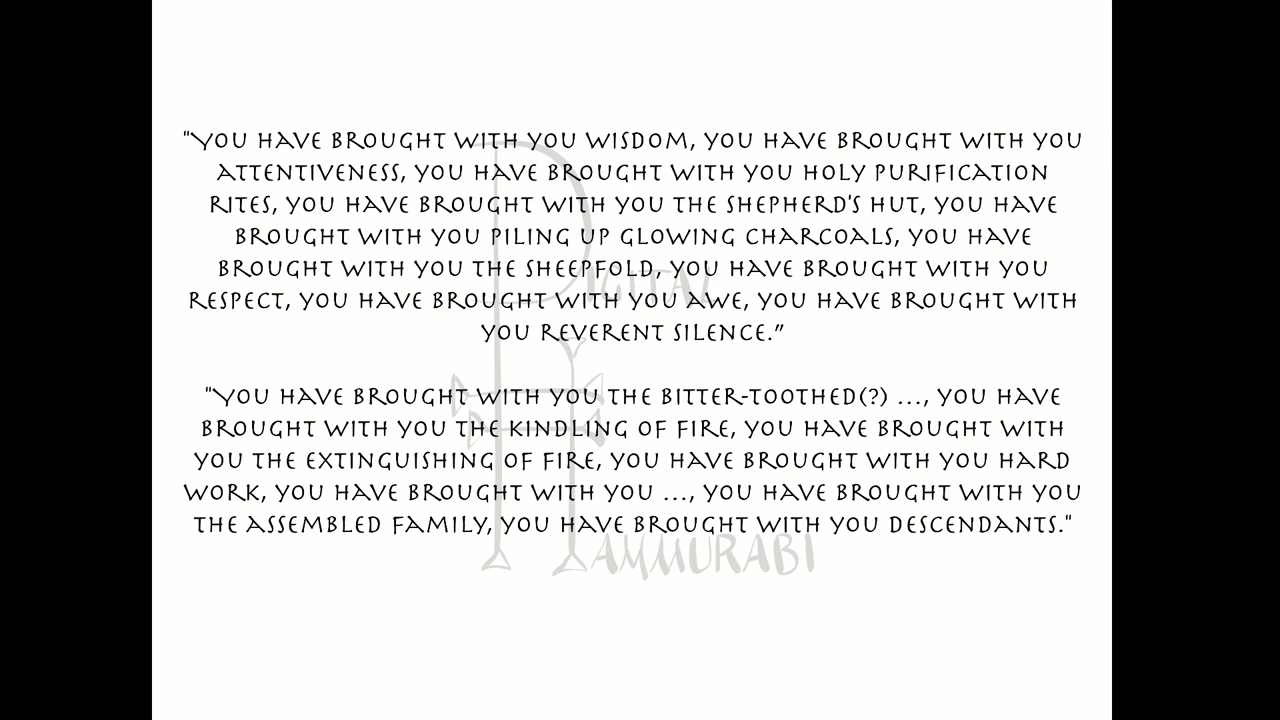 "You have brought with you wisdom, you have brought with you
attentiveness, you have brought with you holy purification
rites, you have brought with you the shepherd's hut, you have
brought with you piling up glowing charcoals, you have
brought with you the sheepfold, you have brought with you
respect, you have brought with you awe, you have brought with
you reverent silence.”
"You have brought with you the bitter-toothed(?) ..., you have
brought with you the kindling of fire, you have brought with
you the extinguishing of fire, you have brought with you hard
work, you have brought with you ..., you have brought with you
the assembled family, you have brought with you descendants."
Digital
Hammurabi